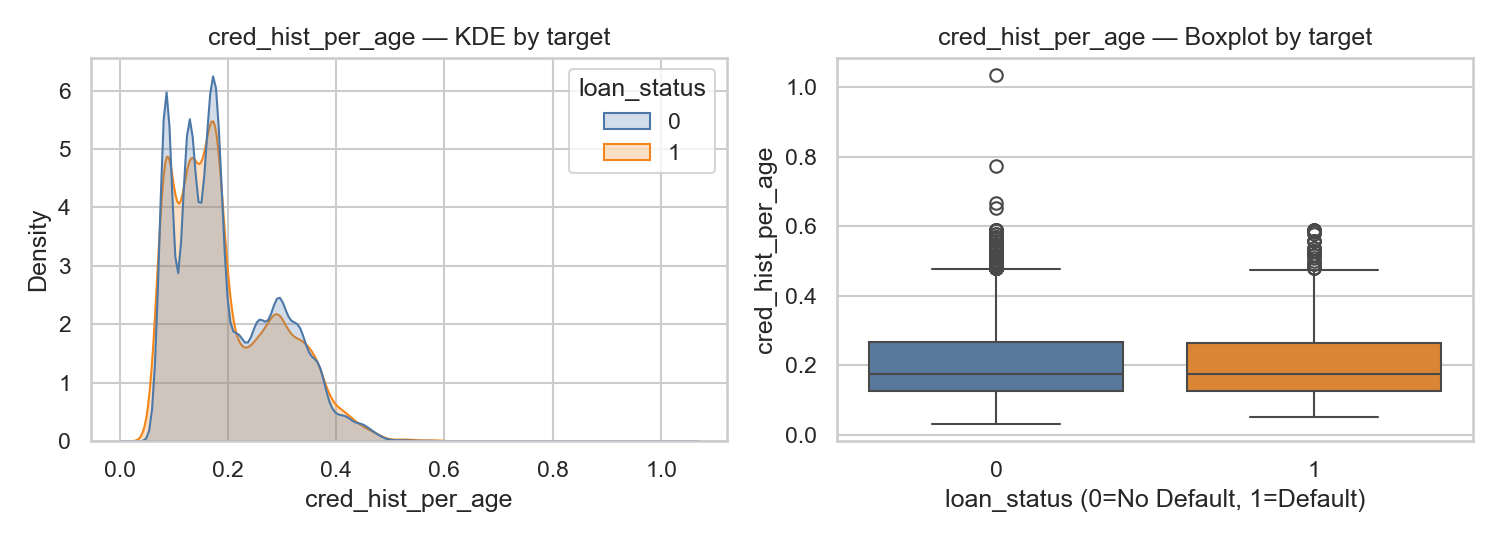 cred_hist_per_age — KDE by target
6
5
4
3
2
1
0
Density
0.0 0.2 0.4 0.6 0.8 1.0
cred_hist_per_age
loan_status
0
1
cred_hist_per_age — Boxplot by target
1.0
0.8
0.6
0.4
0.2
0.0
cred_hist_per_age
0 1
loan_status (0=No Default, 1=Default)